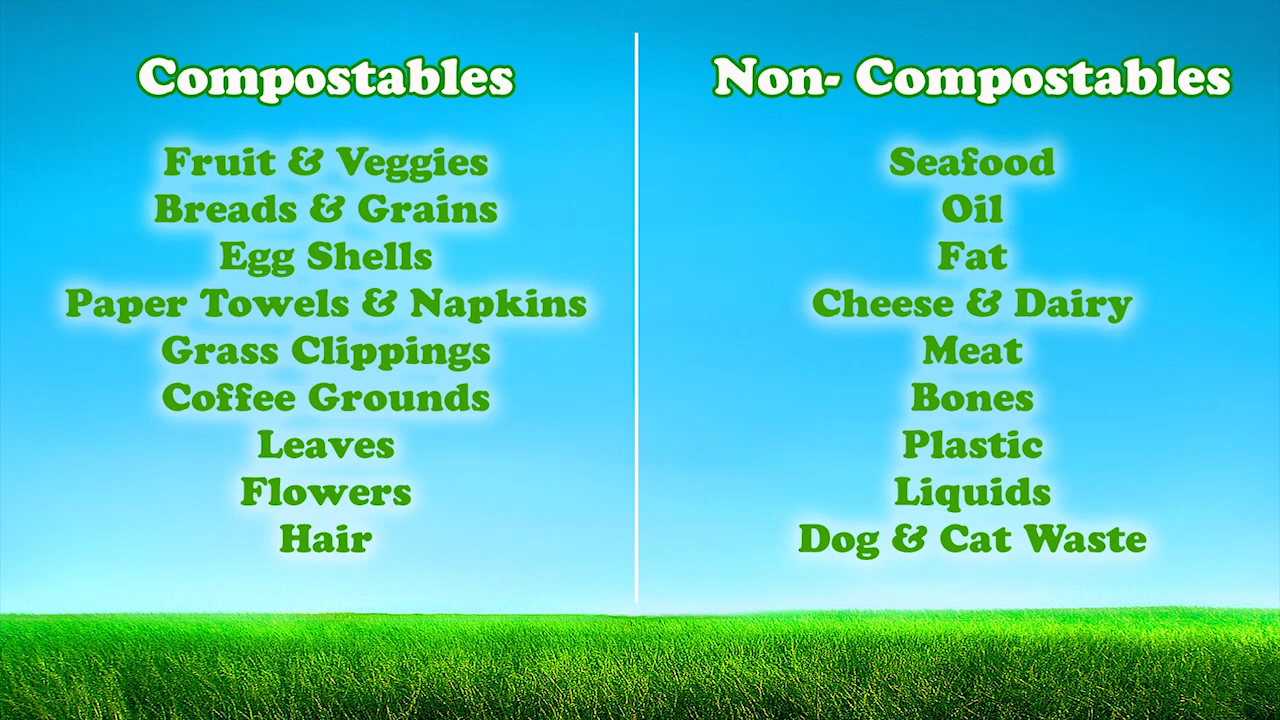 Compostables
Fruit & Veggies
Breads & Grains
Egg Shells
Paper Towels & Napkins
Grass Clippings
Coffee Grounds
Leaves
Flowers
Hair
Non- Compostables
Seafood
Oil
Fat
Cheese & Dairy
Meat
Bones
Plastic
Liquids
Dog & Cat Waste